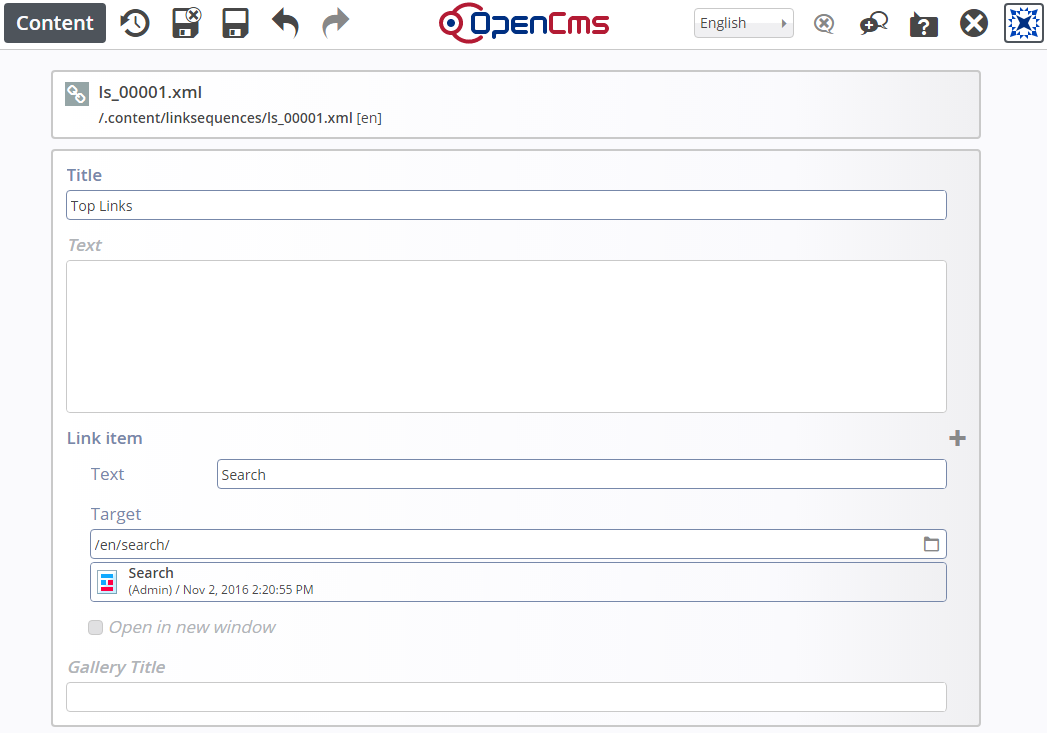 Content
OpenCms
English
ls_00001.xml
/.content/linksequences/ls_00001.xml [en]
Title
Top Links
Text
Link item
Text
Search
Target
/en/search/
Search
(Admin) / Nov 2, 2016 2:20:55 PM
Open in new window
Gallery Title